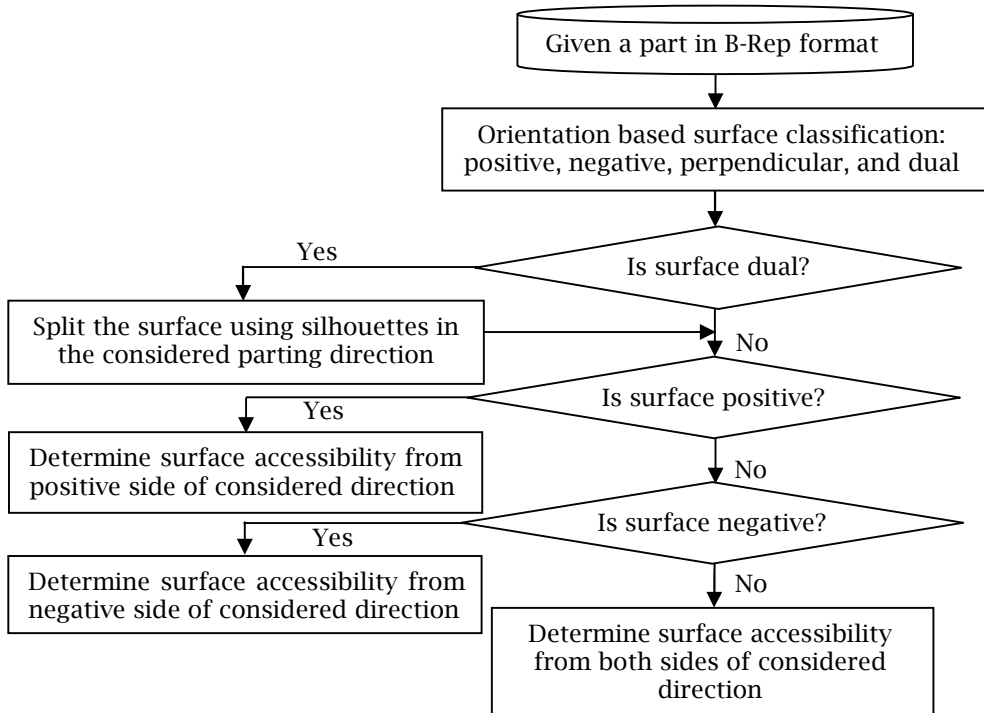 Given a part in B-Rep format
Orientation based surface classification:
positive, negative, perpendicular, and dual
Yes
Is surface dual?
Split the surface using silhouettes in
the considered parting direction
No
Is surface positive?
Yes
Determine surface accessibility from
positive side of considered direction
No
Is surface negative?
Yes
Determine surface accessibility from
negative side of considered direction
No
Determine surface accessibility
from both sides of considered
direction